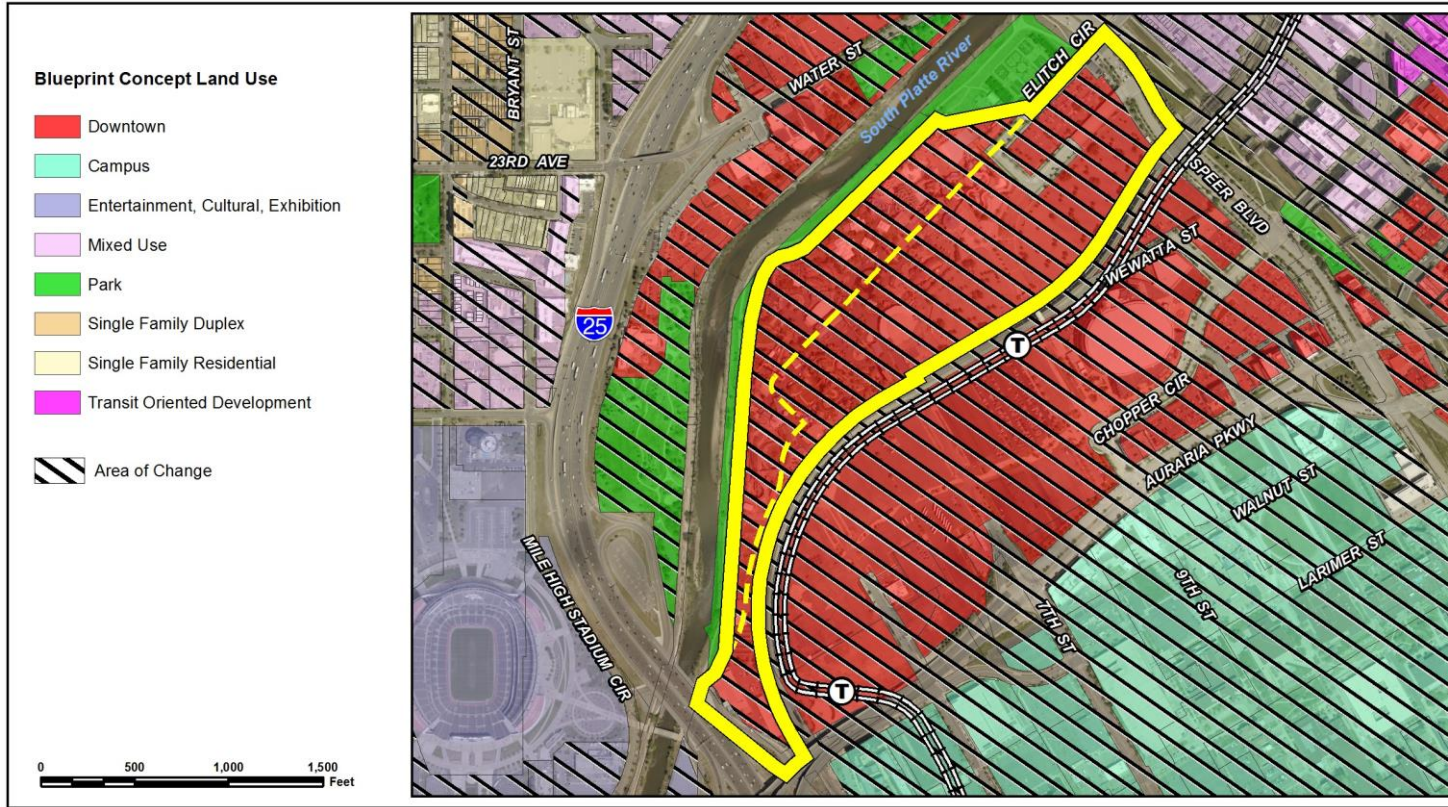 Blueprint Concept Land Use
Downtown
Campus
Entertainment, Cultural, Exhibition
Mixed Use
Park
Single Family Duplex
Single Family Residential
Transit Oriented Development
Area of Change
0 500 1,000 1,500
Feet
BRYANT ST
WATER ST
South Platte River
ELITCH CIR
23RD AVE
SPEER BLVD
WEWATTA ST
25
T
CHOPPER CIR
AURARIA PKWY
WALNUT ST
LARIMER ST
MILE HIGH STADIUM CIR
9TH ST
7TH ST
T